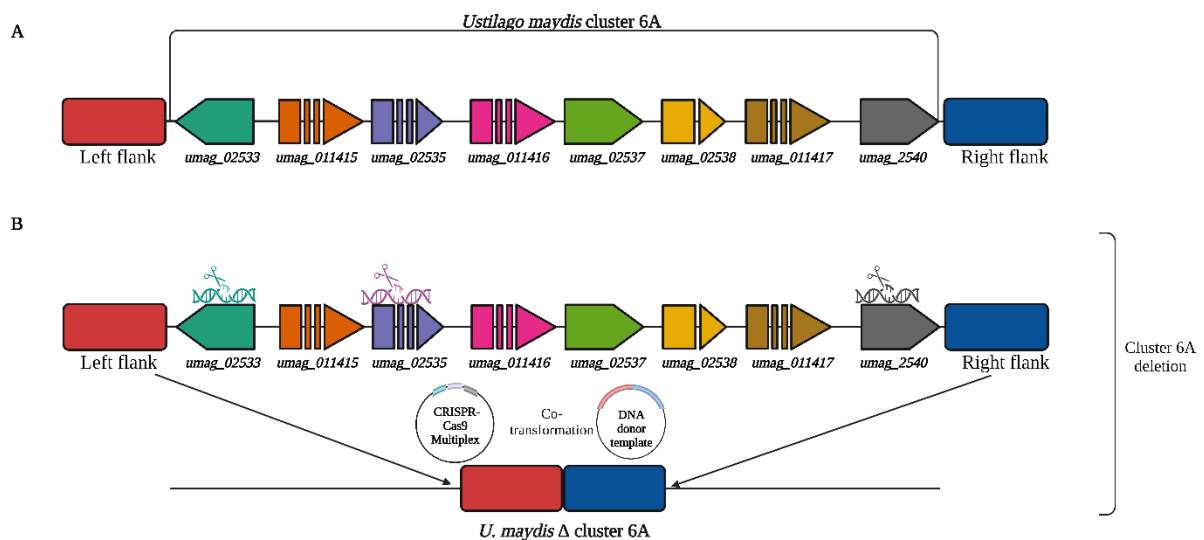 A
Ustilago maydis cluster 6A
Left flank
umag_02533
umag_011415
umag_02535
umag_011416
umag_02537
umag_02538
umag_011417
umag_2540
Right flank
B
Left flank
umag_02533
umag_011415
umag_02535
umag_011416
umag_02537
umag_02538
umag_011417
umag_2540
Right flank
Cluster 6A
deletion
CRISPR-
Cas9
Multiplex
Co-
transformation
DNA
donor
template
U. maydis Δ cluster 6A